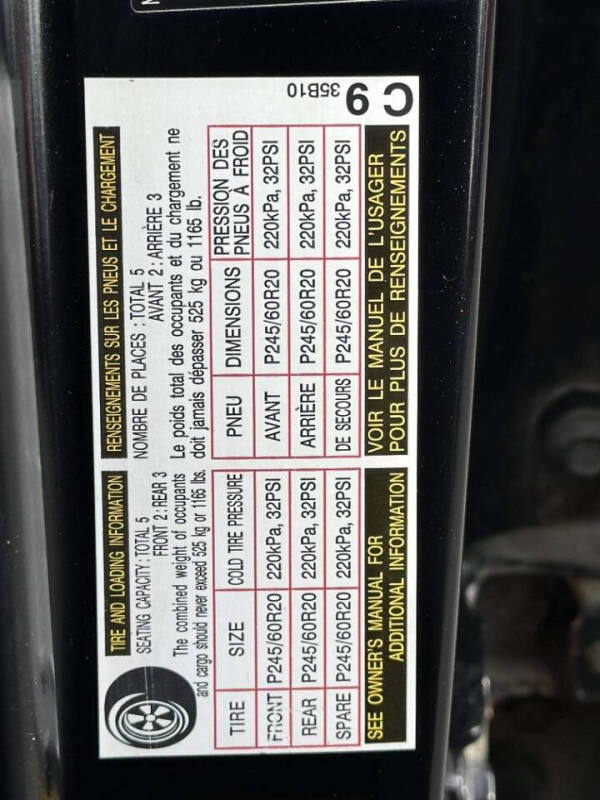 TIRE AND LOADING INFORMATION
SEATING CAPACITY: TOTAL 5
FRONT 2: REAR 3
The combined weight of occupants
and cargo should never exceed 525 kg or 1165 lbs.
TIRE SIZE COLD TIRE PRESSURE
FRONT P245/60R20 220kPa, 32PSI
REAR P245/60R20 220kPa, 32PSI
SPARE P245/60R20 220kPa, 32PSI
SEE OWNER'S MANUAL FOR
ADDITIONAL INFORMATION
RENSEIGNEMENTS SUR LES PNEUS ET LE CHARGEMENT
NOMBRE DE PLACES : TOTAL 5
AVANT 2: ARRIÈRE 3
Le poids total des occupants et du chargement ne
doit jamais dépasser 525 kg ou 1165 lb.
PNEU DIMENSIONS PRESSION DES
PNEUS À FROID
AVANT P245/60R20 220kPa, 32PSI
ARRIÈRE P245/60R20 220kPa, 32PSI
DE SECOURS P245/60R20 220kPa, 32PSI
VOIR LE MANUEL DE L'USAGER
POUR PLUS DE RENSEIGNEMENTS
35B10
C 9